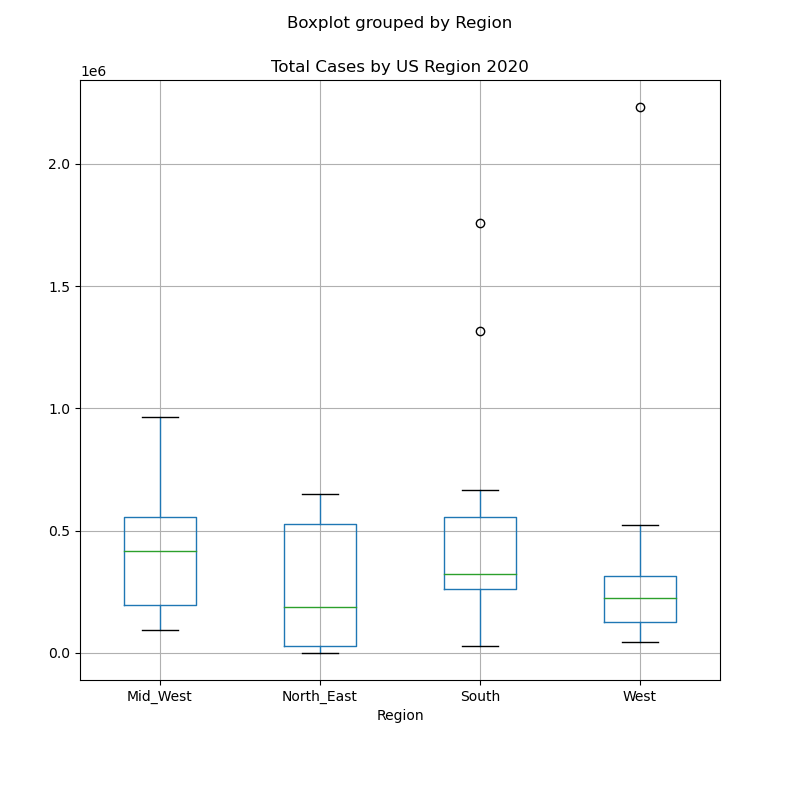 Boxplot grouped by Region
Total Cases by US Region 2020
1e6
2.0
1.5
1.0
0.5
0.0
Mid_West North_East South West
Region